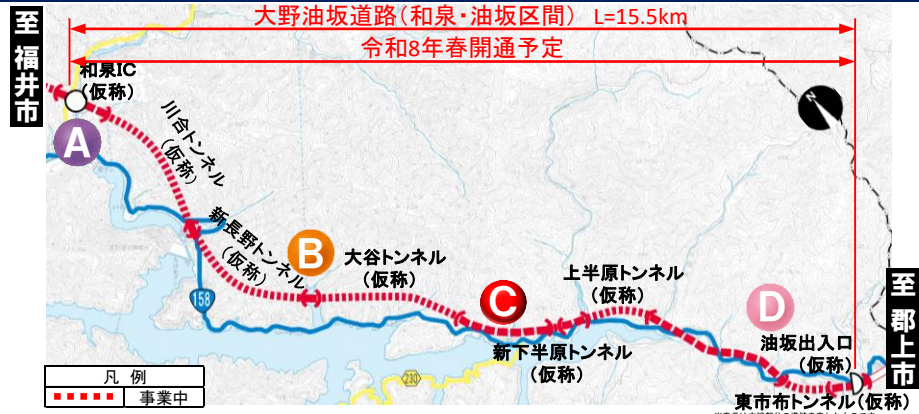 大野油坂道路(和泉・油坂区間) L=15.5km
令和8年春開通予定
至 福井市
和泉IC
(仮称)
A
川合トンネル
(仮称)
新長野トンネル
(仮称)
B
大谷トンネル
(仮称)
158
C
上半原トンネル
(仮称)
新下半原トンネル
(仮称)
230
D
油坂出入口
(仮称)
至 郡上市
東市布トンネル(仮称)
N
凡 例
事業中